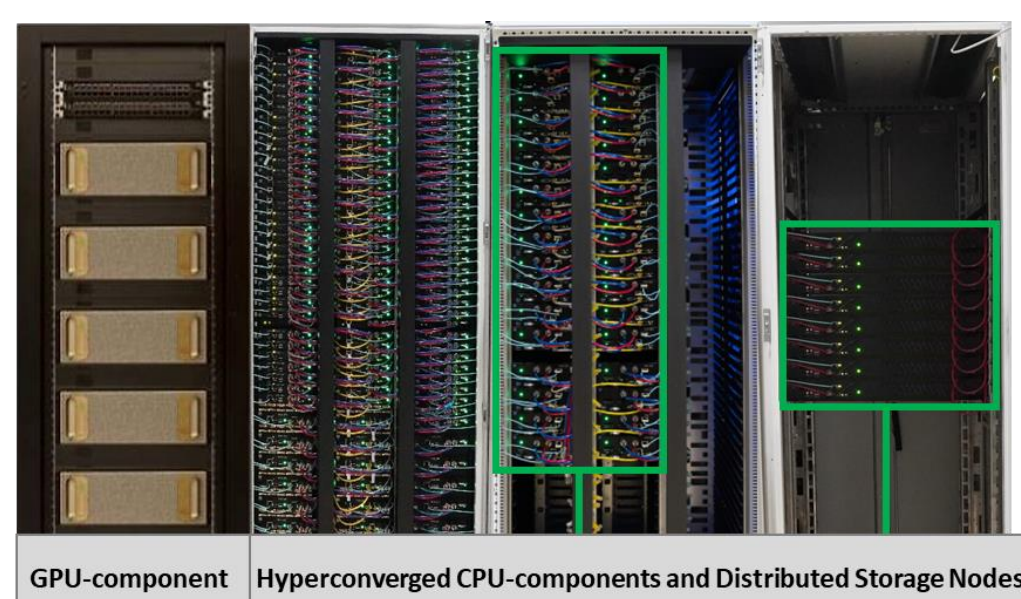 GPU-component
Hyperconverged CPU-components and Distributed Storage Nodes